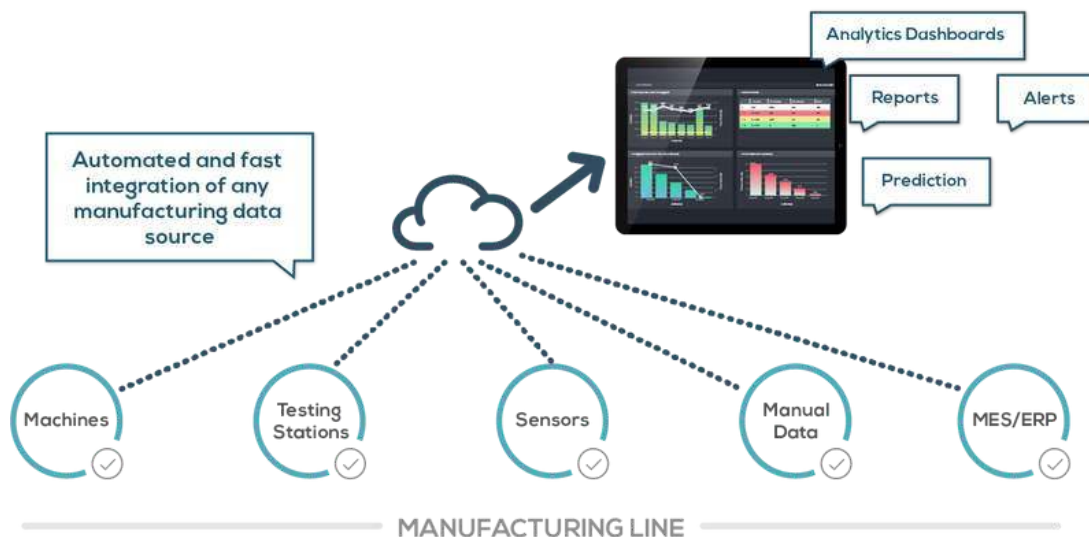 Analytics Dashboards
Reports
Alerts
Prediction
Automated and fast
integration of any
manufacturing data
source
Machines
Testing
Stations
Sensors
Manual
Data
MES/ERP
MANUFACTURING LINE